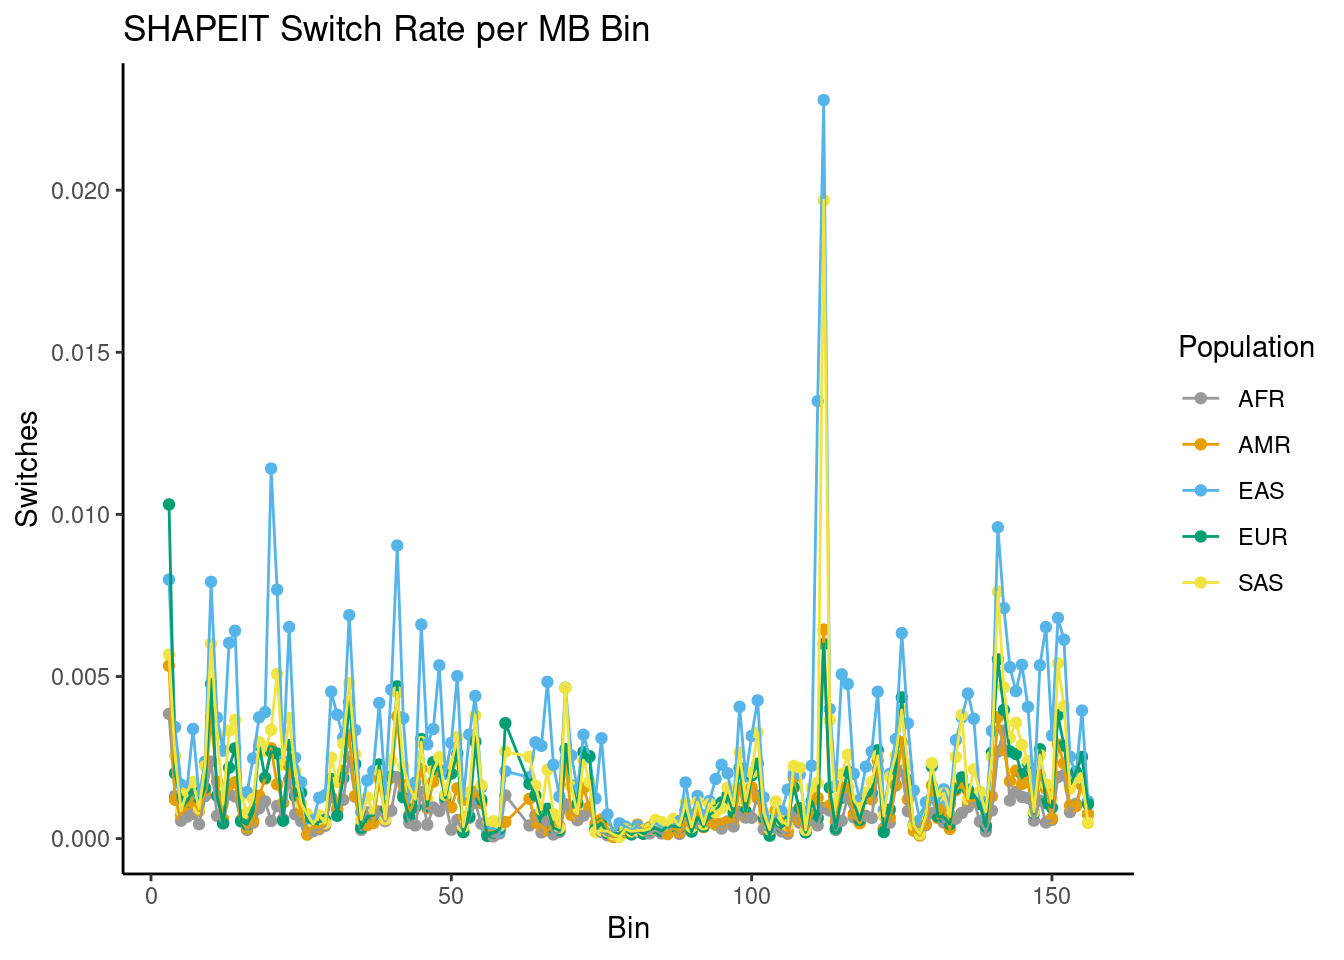 SHAPEIT Switch Rate per MB Bin
Switches
0.020
0.015
0.010
0.005
0.000
0
50
100
150
Bin
Population
AFR
AMR
EAS
EUR
SAS